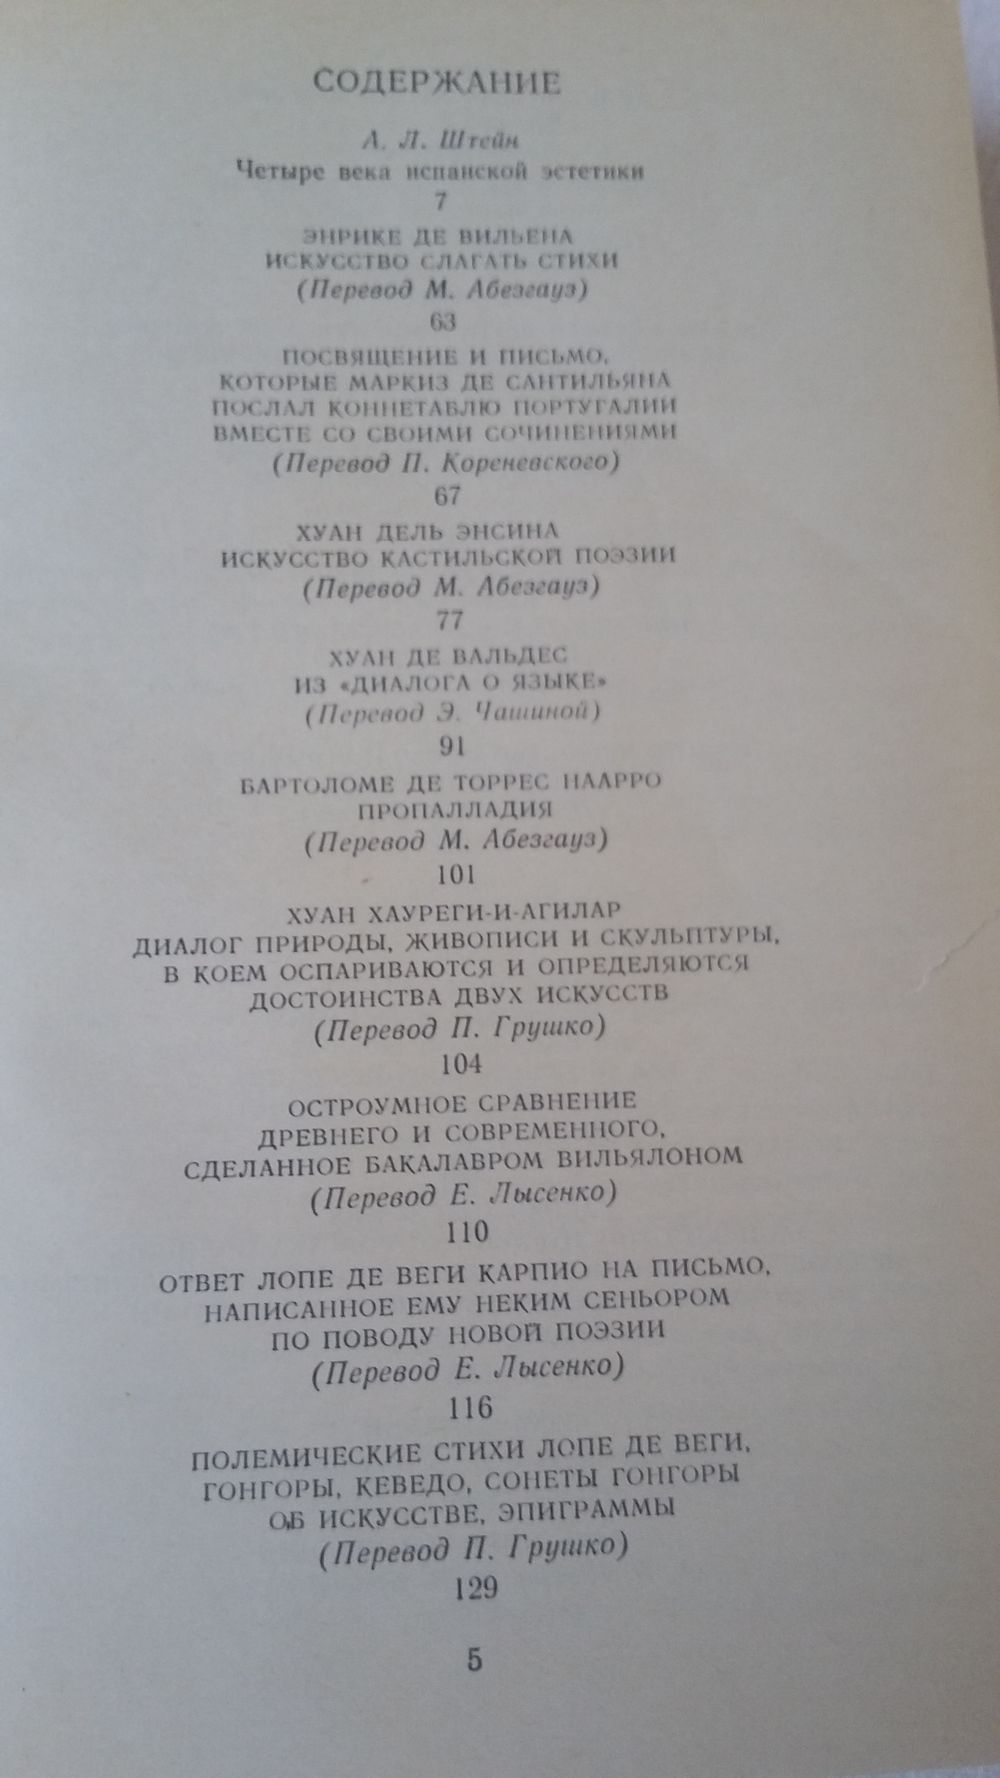 СОДЕРЖАНИЕ
А. Л. Штейн
Четыре века испанской эстетики
7
ЭНРИКЕ ДЕ ВИЛЬЕНА
ИСКУССТВО СЛАГАТЬ СТИХИ
(Перевод М. Абезгауз)
63
ПОСВЯЩЕНИЕ И ПИСЬМО,
КОТОРЫЕ МАРКИЗ ДЕ САНТИЛЬЯНА
ПОСЛАЛ КОННЕТАБЛЮ ПОРТУГАЛИИ
ВМЕСТЕ СО СВОИМИ СОЧИНЕНИЯМИ
(Перевод П. Кореневского)
67
ХУАН ДЕЛЬ ЭНСИНА
ИСКУССТВО КАСТИЛЬСКОЙ ПОЭЗИИ
(Перевод М. Абезгауз)
77
ХУАН ДЕ ВАЛЬДЕС
ИЗ «ДИАЛОГА О ЯЗЫКЕ»
(Перевод Э. Чашиной)
91
БАРТОЛОМЕ ДЕ ТОРРЕС НААРРО
ПРОПАЛЛАДИЯ
(Перевод М. Абезгауз)
101
ХУАН ХАУРЕГИ-И-АГИЛАР
ДИАЛОГ ПРИРОДЫ, ЖИВОПИСИ И СКУЛЬПТУРЫ,
В КОЕМ ОСПАРИВАЮТСЯ И ОПРЕДЕЛЯЮТСЯ
ДОСТОИНСТВА ДВУХ ИСКУССТВ
(Перевод П. Грушко)
104
ОСТРОУМНОЕ СРАВНЕНИЕ
ДРЕВНЕГО И СОВРЕМЕННОГО,
СДЕЛАННОЕ БАКАЛАВРОМ ВИЛЬЯЛОНОМ
(Перевод Е. Лысенко)
110
ОТВЕТ ЛОПЕ ДЕ ВЕГИ КАРПИО НА ПИСЬМО,
НАПИСАННОЕ ЕМУ НЕКИМ СЕНЬОРОМ
ПО ПОВОДУ НОВОЙ ПОЭЗИИ
(Перевод Е. Лысенко)
116
ПОЛЕМИЧЕСКИЕ СТИХИ ЛОПЕ ДЕ ВЕГИ,
ГОНГОРЫ, КЕВЕДО, СОНЕТЫ ГОНГОРЫ
ОБ ИСКУССТВЕ, ЭПИГРАММЫ
(Перевод П. Грушко)
129
5